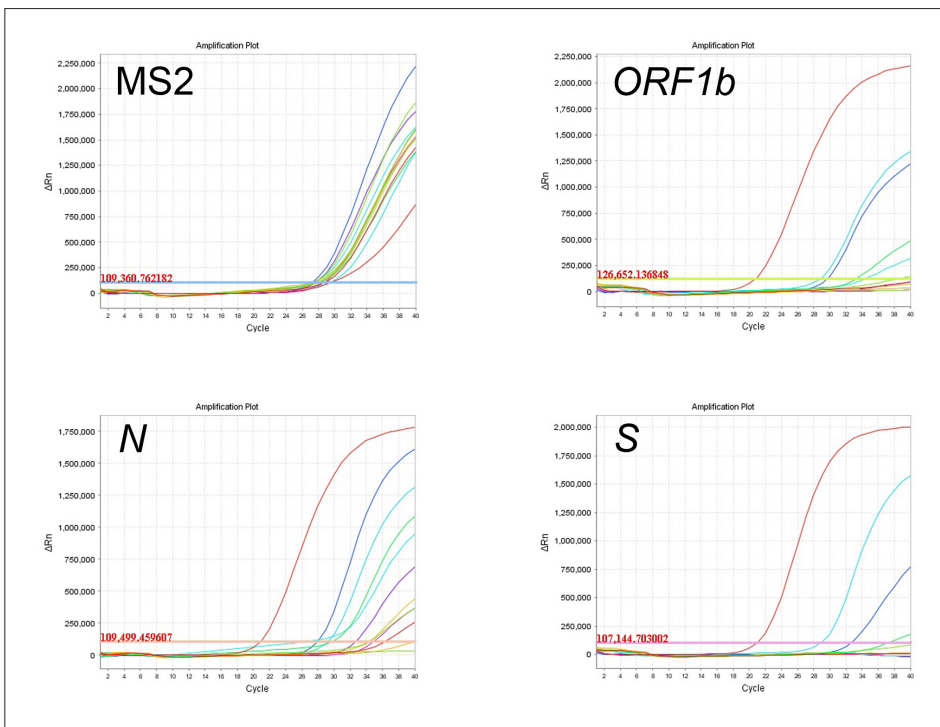 Amplification Plot
MS2
2,250,000
2,000,000
1,750,000
1,500,000
1,250,000
1,000,000
750,000
500,000
250,000
0
ΔRn
109,360.762182
2 4 6 8 10 12 14 16 18 20 22 24 26 28 30 32 34 36 38 40
Cycle
Amplification Plot
ORF1b
2,250,000
2,000,000
1,750,000
1,500,000
1,250,000
1,000,000
750,000
500,000
250,000
0
ΔRn
126,652.136848
2 4 6 8 10 12 14 16 18 20 22 24 26 28 30 32 34 36 38 40
Cycle
Amplification Plot
N
1,750,000
1,500,000
1,250,000
1,000,000
750,000
500,000
250,000
0
ΔRn
109,499.459607
2 4 6 8 10 12 14 16 18 20 22 24 26 28 30 32 34 36 38 40
Cycle
Amplification Plot
S
2,000,000
1,750,000
1,500,000
1,250,000
1,000,000
750,000
500,000
250,000
0
ΔRn
107,144.703002
2 4 6 8 10 12 14 16 18 20 22 24 26 28 30 32 34 36 38 40
Cycle